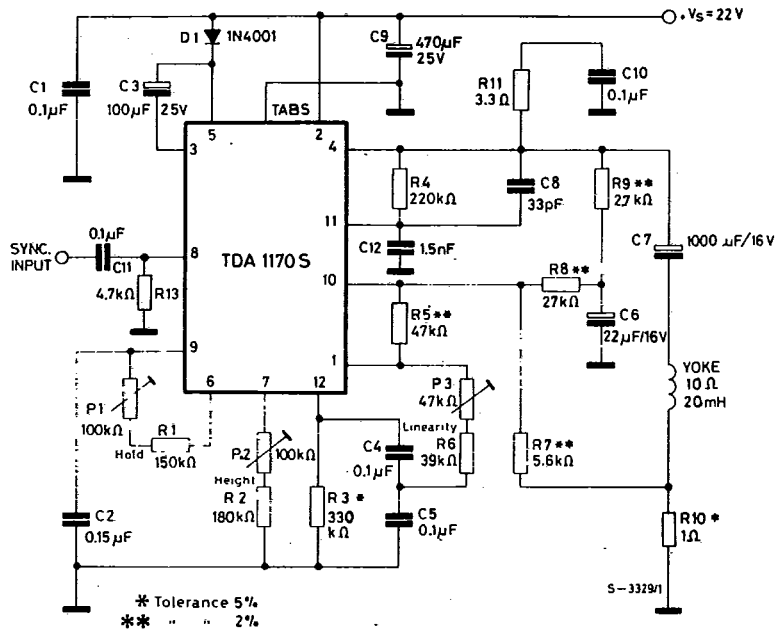 + Vs = 22 V
D1 1N4001
C9 470µF 25V
C1 0.1µF
C3 100µF 25V
R11 3.3Ω
C10 0.1µF
TABS
5 2
3 4
R4 220kΩ
C8 33pF
R9** 2.7kΩ
C7 1000 µF/16V
11
0.1µF
SYNC. INPUT
C11
8
TDA 1170S
C12 1.5nF
10
R8** 27kΩ
4.7kΩ R13
R5** 47kΩ
C6 22µF/16V
9
1
6 7 12
YOKE 10Ω 20mH
P1 100kΩ
Hold
R1 150kΩ
P2 100kΩ
Height
P3 47kΩ
Linearity
C4 0.1µF
R6 39kΩ
R7** 5.6kΩ
C2 0.15µF
R2 180kΩ
R3* 330 kΩ
C5 0.1µF
R10* 1Ω
S-3329/1
* Tolerance 5%
** " " 2%